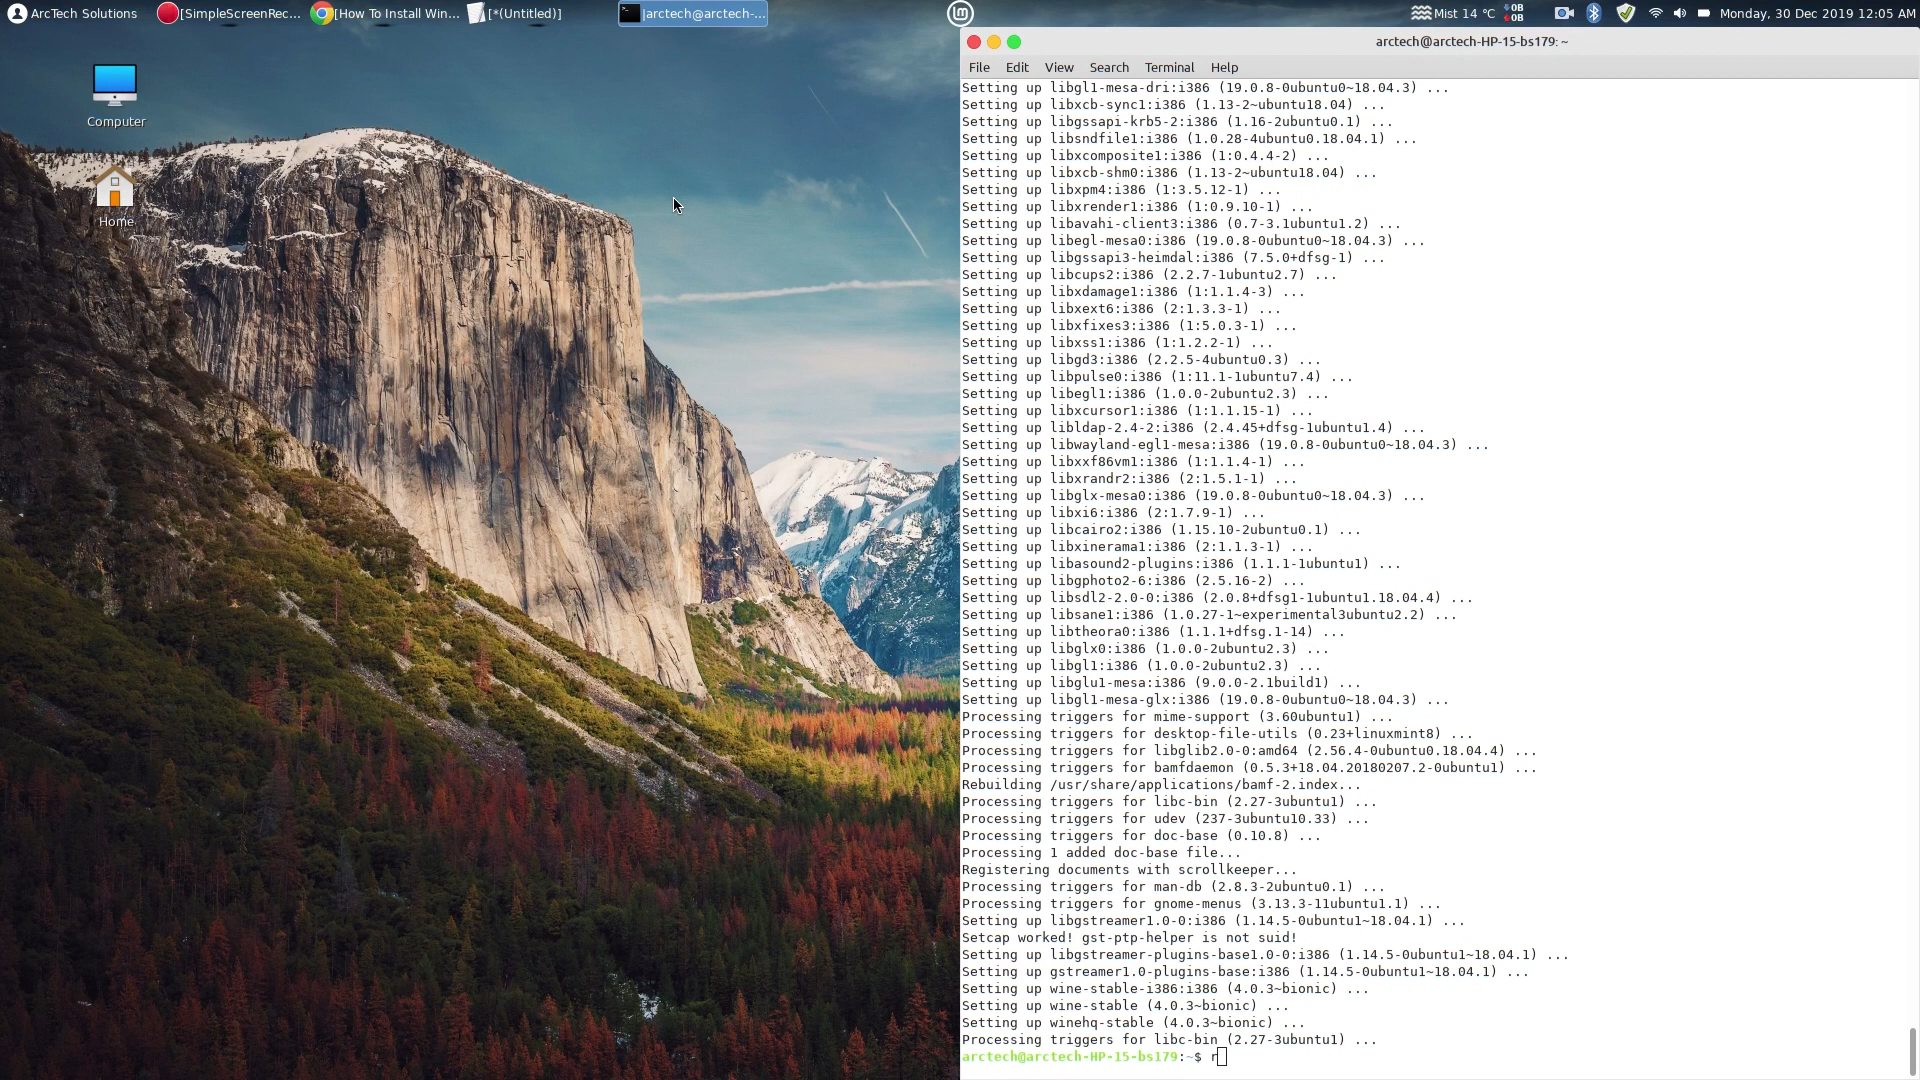 ArcTech Solutions
[SimpleScreenRec...
[How To Install Win...
[*(Untitled)]
[arctech@arctech-...
Mist 14 °C
0B
0B
Monday, 30 Dec 2019 12:05 AM
Computer
Home
arctech@arctech-HP-15-bs179: ~
File Edit View Search Terminal Help
Setting up libgl1-mesa-dri:i386 (19.0.8-0ubuntu0~18.04.3) ...
Setting up libxcb-sync1:i386 (1.13-2~ubuntu18.04) ...
Setting up libgssapi-krb5-2:i386 (1.16-2ubuntu0.1) ...
Setting up libsndfile1:i386 (1.0.28-4ubuntu0.18.04.1) ...
Setting up libxcomposite1:i386 (1:0.4.4-2) ...
Setting up libxcb-shm0:i386 (1.13-2~ubuntu18.04) ...
Setting up libxpm4:i386 (1:3.5.12-1) ...
Setting up libxrender1:i386 (1:0.9.10-1) ...
Setting up libavahi-client3:i386 (0.7-3.1ubuntu1.2) ...
Setting up libegl-mesa0:i386 (19.0.8-0ubuntu0~18.04.3) ...
Setting up libgssapi3-heimdal:i386 (7.5.0+dfsg-1) ...
Setting up libcups2:i386 (2.2.7-1ubuntu2.7) ...
Setting up libxdamage1:i386 (1:1.1.4-3) ...
Setting up libxext6:i386 (2:1.3.3-1) ...
Setting up libxfixes3:i386 (1:5.0.3-1) ...
Setting up libxss1:i386 (1:1.2.2-1) ...
Setting up libgd3:i386 (2.2.5-4ubuntu0.3) ...
Setting up libpulse0:i386 (1:11.1-1ubuntu7.4) ...
Setting up libegl1:i386 (1.0.0-2ubuntu2.3) ...
Setting up libxcursor1:i386 (1:1.1.15-1) ...
Setting up libldap-2.4-2:i386 (2.4.45+dfsg-1ubuntu1.4) ...
Setting up libwayland-egl1-mesa:i386 (19.0.8-0ubuntu0~18.04.3) ...
Setting up libxxf86vm1:i386 (1:1.1.4-1) ...
Setting up libxrandr2:i386 (2:1.5.1-1) ...
Setting up libglx-mesa0:i386 (19.0.8-0ubuntu0~18.04.3) ...
Setting up libxi6:i386 (2:1.7.9-1) ...
Setting up libcairo2:i386 (1.15.10-2ubuntu0.1) ...
Setting up libxinerama1:i386 (2:1.1.3-1) ...
Setting up libasound2-plugins:i386 (1.1.1-1ubuntu1) ...
Setting up libgphoto2-6:i386 (2.5.16-2) ...
Setting up libsdl2-2.0-0:i386 (2.0.8+dfsg1-1ubuntu1.18.04.4) ...
Setting up libsane1:i386 (1.0.27-1~experimental3ubuntu2.2) ...
Setting up libtheora0:i386 (1.1.1+dfsg.1-14) ...
Setting up libglx0:i386 (1.0.0-2ubuntu2.3) ...
Setting up libgl1:i386 (1.0.0-2ubuntu2.3) ...
Setting up libglu1-mesa:i386 (9.0.0-2.1build1) ...
Setting up libgl1-mesa-glx:i386 (19.0.8-0ubuntu0~18.04.3) ...
Processing triggers for mime-support (3.60ubuntu1) ...
Processing triggers for desktop-file-utils (0.23+linuxmint8) ...
Processing triggers for libglib2.0-0:amd64 (2.56.4-0ubuntu0.18.04.4) ...
Processing triggers for bamfdaemon (0.5.3+18.04.20180207.2-0ubuntu1) ...
Rebuilding /usr/share/applications/bamf-2.index...
Processing triggers for libc-bin (2.27-3ubuntu1) ...
Processing triggers for udev (237-3ubuntu10.33) ...
Processing triggers for doc-base (0.10.8) ...
Processing 1 added doc-base file...
Registering documents with scrollkeeper...
Processing triggers for man-db (2.8.3-2ubuntu0.1) ...
Processing triggers for gnome-menus (3.13.3-11ubuntu1.1) ...
Setting up libgstreamer1.0-0:i386 (1.14.5-0ubuntu1~18.04.1) ...
Setcap worked! gst-ptp-helper is not suid!
Setting up libgstreamer-plugins-base1.0-0:i386 (1.14.5-0ubuntu1~18.04.1) ...
Setting up gstreamer1.0-plugins-base:i386 (1.14.5-0ubuntu1~18.04.1) ...
Setting up wine-stable-i386:i386 (4.0.3~bionic) ...
Setting up wine-stable (4.0.3~bionic) ...
Setting up winehq-stable (4.0.3~bionic) ...
Processing triggers for libc-bin (2.27-3ubuntu1) ...
arctech@arctech-HP-15-bs179:~$ r